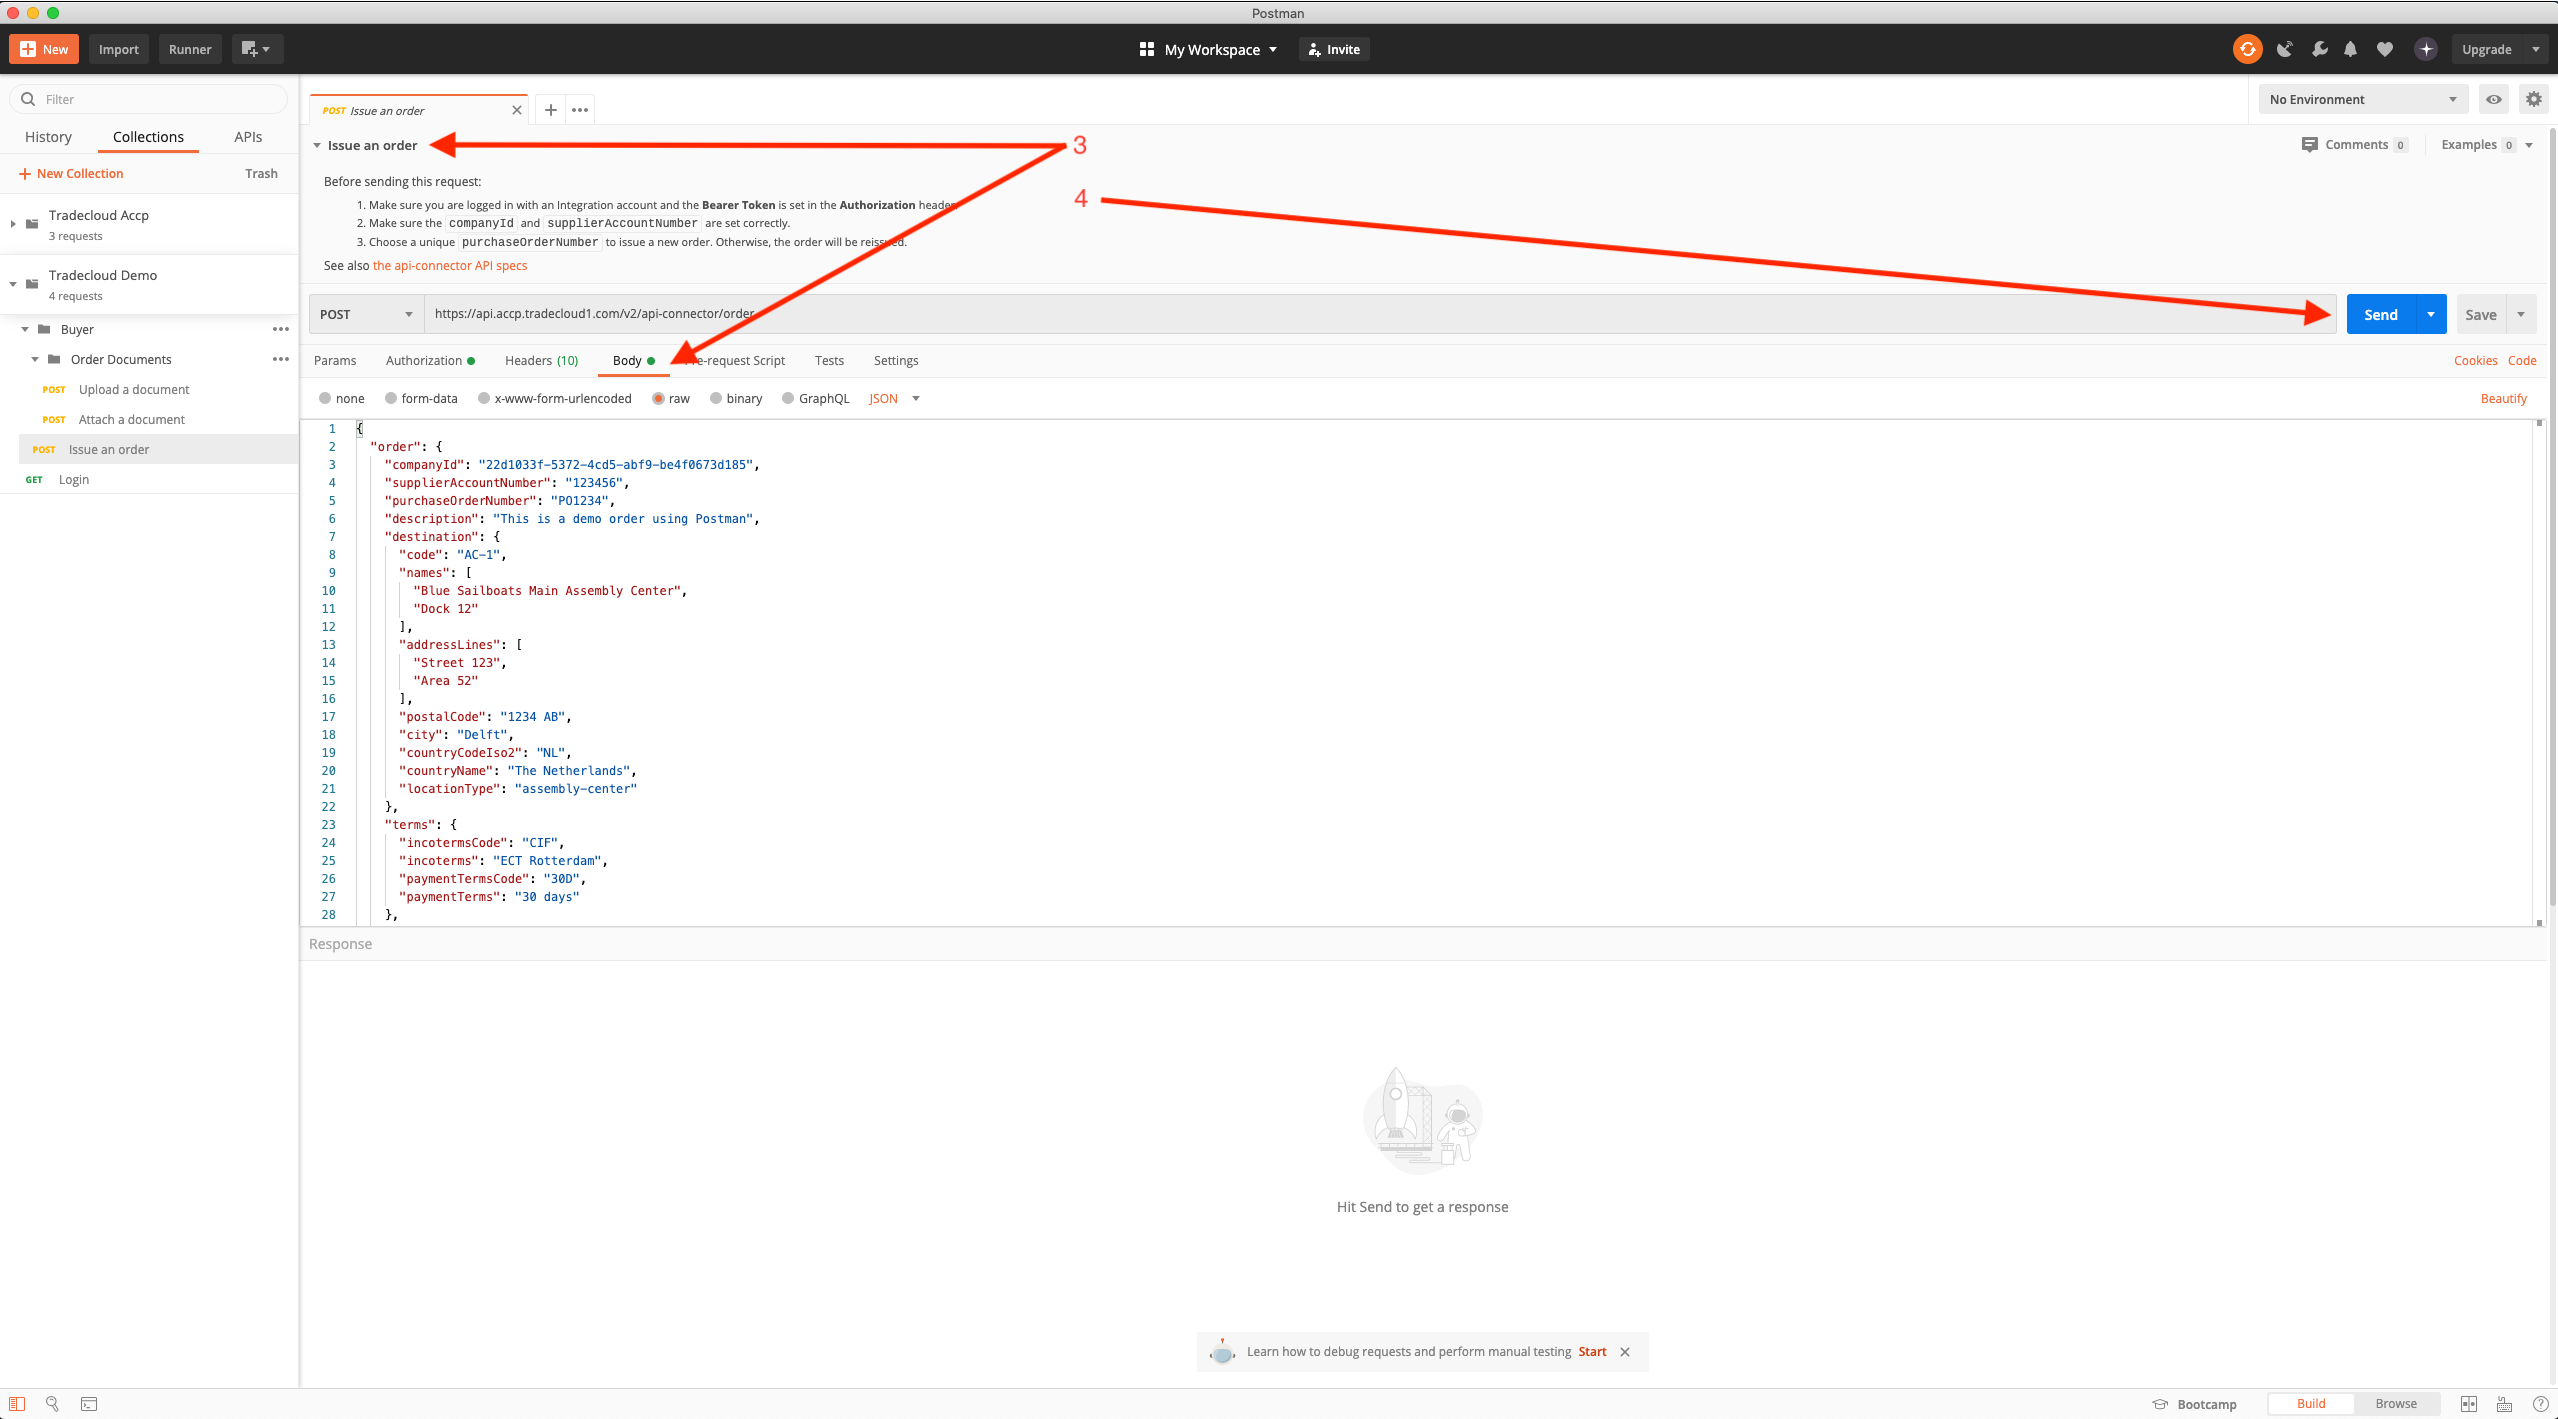 Postman
New Import Runner My Workspace Invite Upgrade
Filter
History Collections APIs
New Collection Trash
Tradecloud Accp
3 requests
Tradecloud Demo
4 requests
Buyer
Order Documents
POST Upload a document
POST Attach a document
POST Issue an order
GET Login
POST Issue an order
No Environment
Issue an order
3
Comments 0 Examples 0
Before sending this request:
4
1. Make sure you are logged in with an Integration account and the Bearer Token is set in the Authorization header.
2. Make sure the companyId and supplierAccountNumber are set correctly.
3. Choose a unique purchaseOrderNumber to issue a new order. Otherwise, the order will be reissued.
See also the api-connector API specs
POST https://api.accp.tradecloud1.com/v2/api-connector/order Send Save
Params Authorization Headers (10) Body Pre-request Script Tests Settings Cookies Code
none form-data x-www-form-urlencoded raw binary GraphQL JSON Beautify
1 {
2 "order": {
3 "companyId": "22d1033f-5372-4cd5-abf9-be4f0673d185",
4 "supplierAccountNumber": "123456",
5 "purchaseOrderNumber": "PO1234",
6 "description": "This is a demo order using Postman",
7 "destination": {
8 "code": "AC-1",
9 "names": [
10 "Blue Sailboats Main Assembly Center",
11 "Dock 12"
12 ],
13 "addressLines": [
14 "Street 123",
15 "Area 52"
16 ],
17 "postalCode": "1234 AB",
18 "city": "Delft",
19 "countryCodeIso2": "NL",
20 "countryName": "The Netherlands",
21 "locationType": "assembly-center"
22 },
23 "terms": {
24 "incotermsCode": "CIF",
25 "incoterms": "ECT Rotterdam",
26 "paymentTermsCode": "30D",
27 "paymentTerms": "30 days"
28 },
Response
Hit Send to get a response
Learn how to debug requests and perform manual testing Start
Bootcamp Build Browse